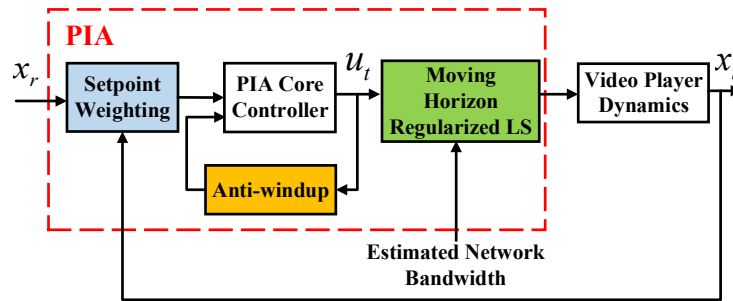 PIA
x_r
Setpoint
Weighting
PIA Core
Controller
u_t
Moving
Horizon
Regularized LS
Video Player
Dynamics
Anti-windup
Estimated Network
Bandwidth